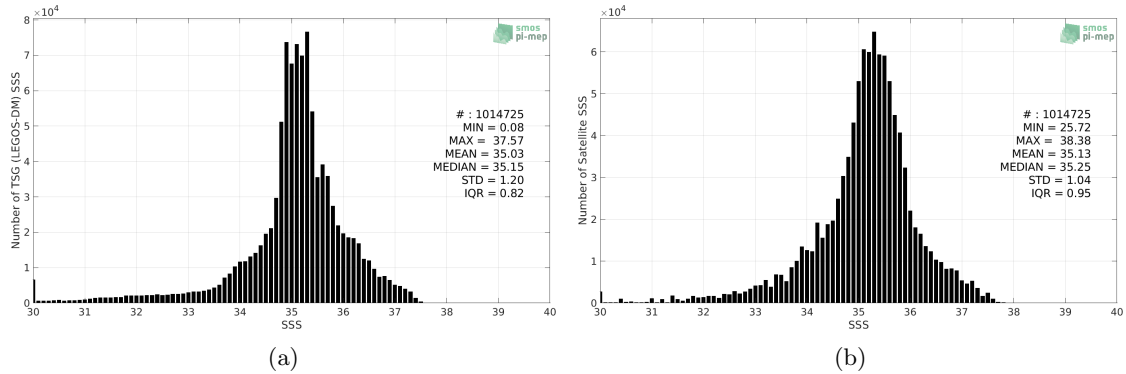 ×10⁴
8
7
6
5
4
3
2
1
0
Number of TSG (LEGOS-DM) SSS
smos
pi-mep
# : 1014725
MIN = 0.08
MAX = 37.57
MEAN = 35.03
MEDIAN = 35.15
STD = 1.20
IQR = 0.82
30 31 32 33 34 35 36 37 38 39 40
SSS
(a)
×10⁴
6
5
4
3
2
1
0
Number of Satellite SSS
smos
pi-mep
# : 1014725
MIN = 25.72
MAX = 38.38
MEAN = 35.13
MEDIAN = 35.25
STD = 1.04
IQR = 0.95
30 31 32 33 34 35 36 37 38 39 40
SSS
(b)